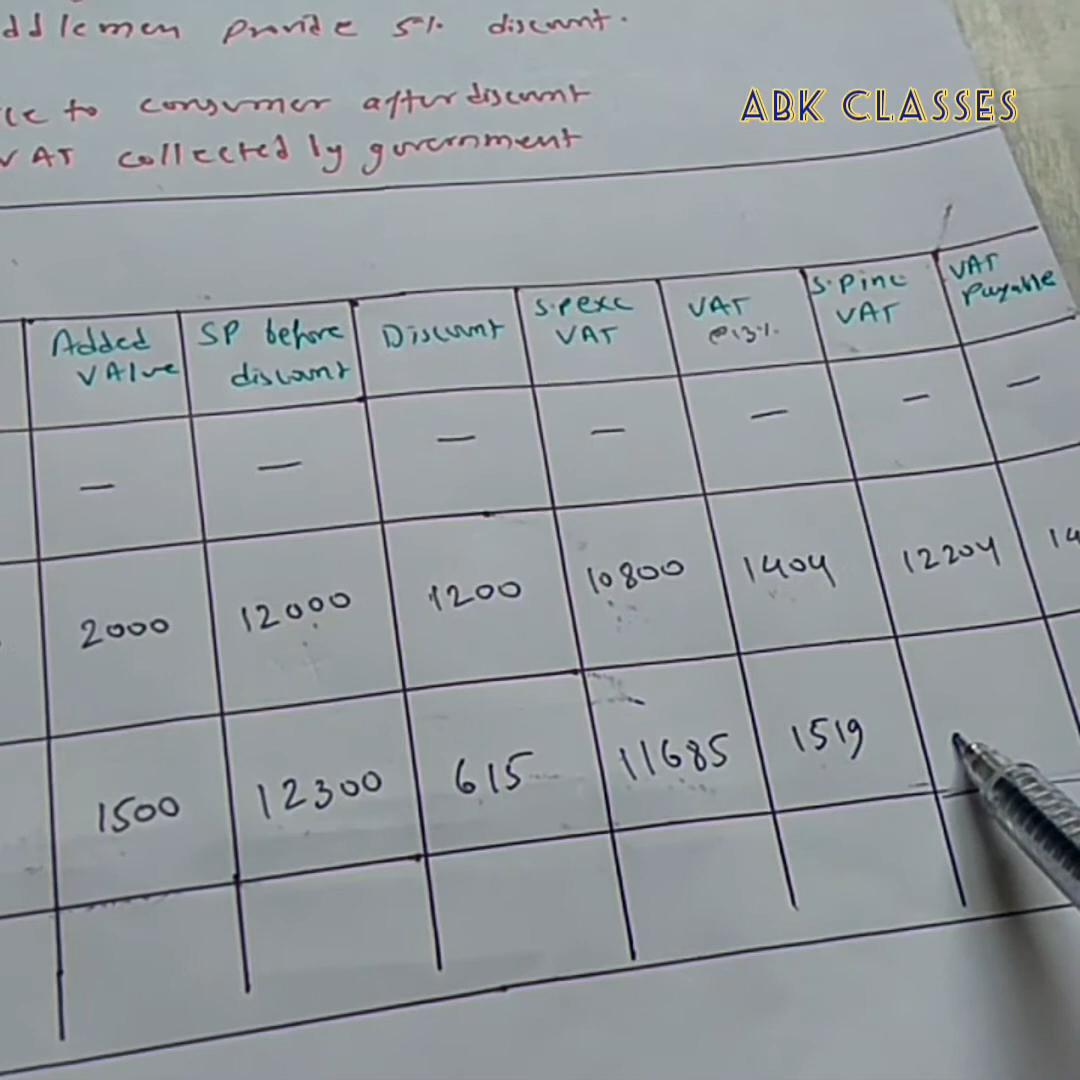 ddlemen provide 5% discount.
ce to consumer after discount
VAT collected by government
ABK CLASSES
Added Value SP before discount Discount S.P exc VAT VAT @13% S.P inc VAT VAT Payable
— — — — — — —
2000 12000 1200 10800 1404 12204 14
1500 12300 615 11685 1519